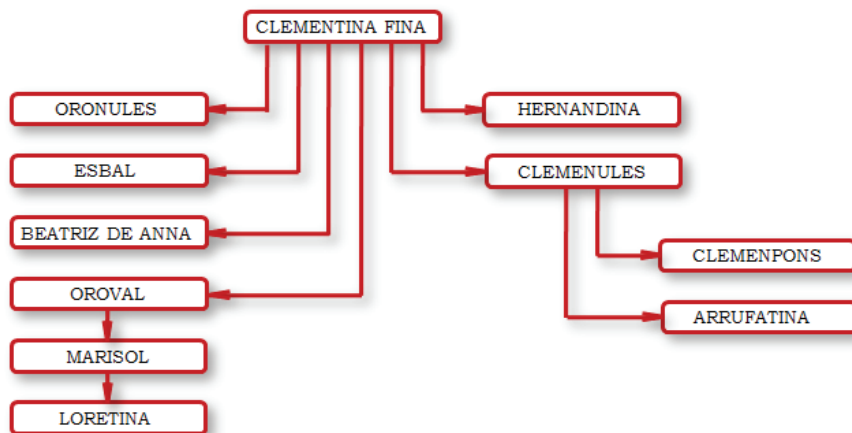 CLEMENTINA FINA
ORONULES
HERNANDINA
ESBAL
CLEMENULES
BEATRIZ DE ANNA
CLEMENPONS
OROVAL
ARRUFATINA
MARISOL
LORETINA